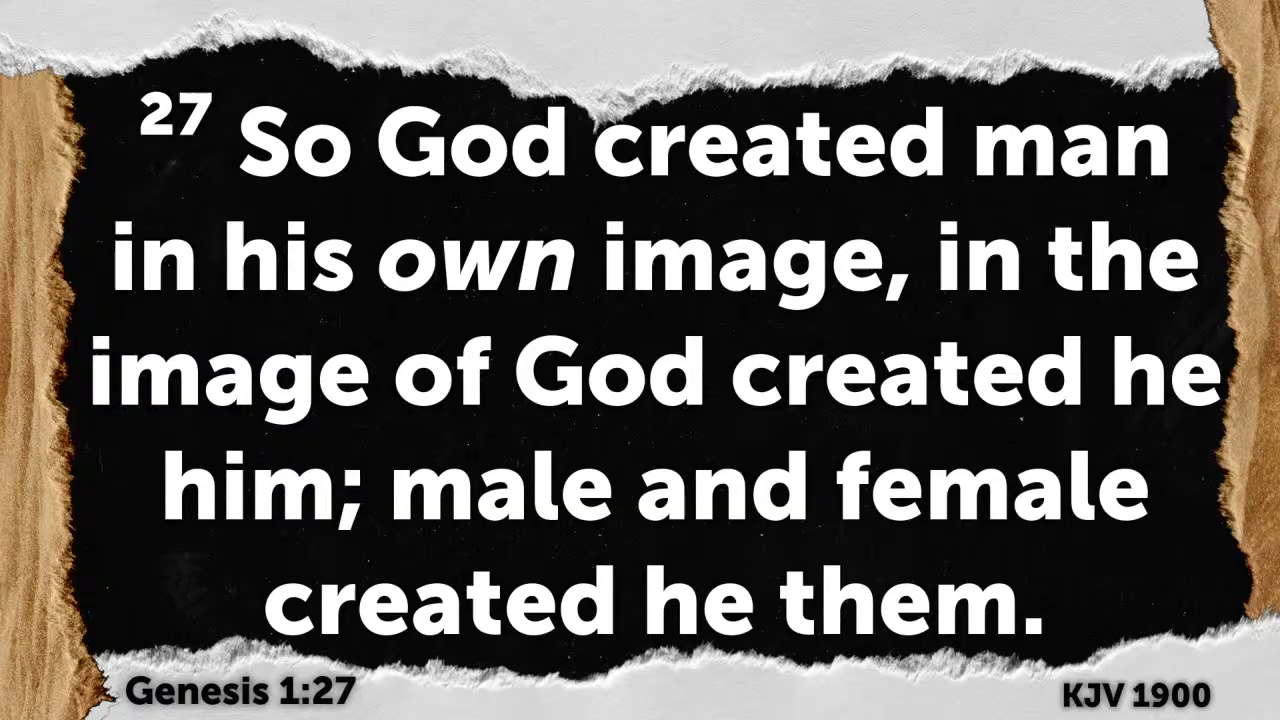 27 So God created man
in his own image, in the
image of God created he
him; male and female
created he them.
Genesis 1:27
KJV 1900